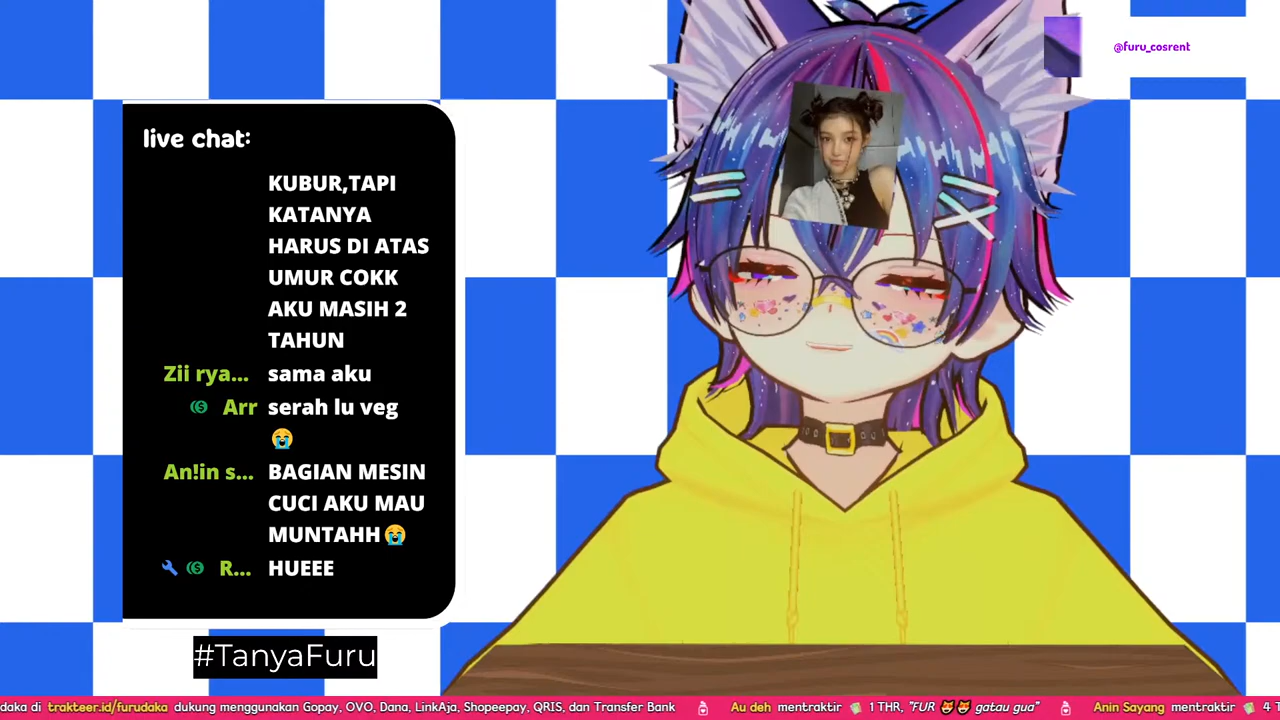 @furu_cosrent
live chat:
KUBUR,TAPI
KATANYA
HARUS DI ATAS
UMUR COKK
AKU MASIH 2
TAHUN
Zii rya... sama aku
Arr serah lu veg
😭
An!in s... BAGIAN MESIN
CUCI AKU MAU
MUNTAHH😭
R... HUEEE
#TanyaFuru
daka di trakteer.id/furudaka dukung menggunakan Gopay, OVO, Dana, LinkAja, Shopeepay, QRIS, dan Transfer Bank Au deh mentraktir 1 THR, "FUR 😼😼 gatau gua" Anin Sayang mentraktir 4 T